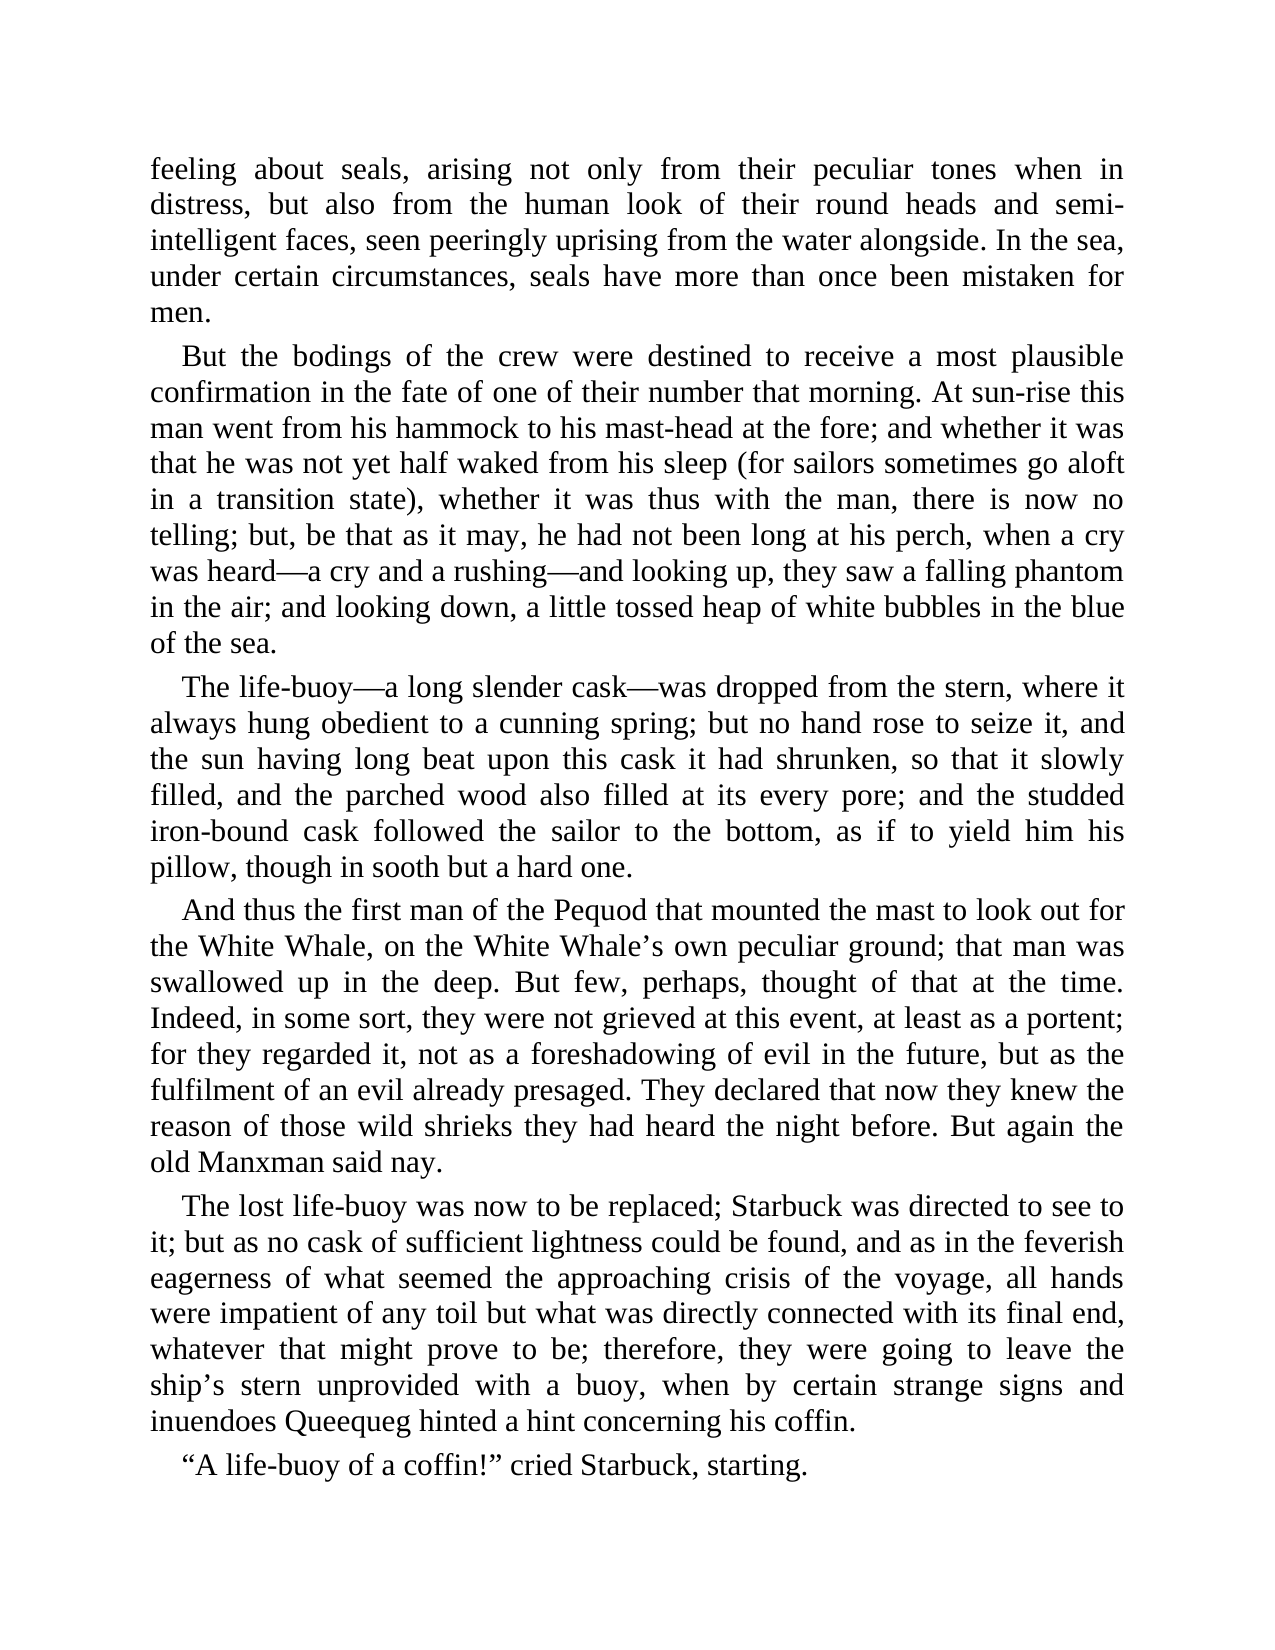 feeling about seals, arising not only from their peculiar tones when in
distress, but also from the human look of their round heads and semi-
intelligent faces, seen peeringly uprising from the water alongside. In the sea,
under certain circumstances, seals have more than once been mistaken for
men.
But the bodings of the crew were destined to receive a most plausible
confirmation in the fate of one of their number that morning. At sun-rise this
man went from his hammock to his mast-head at the fore; and whether it was
that he was not yet half waked from his sleep (for sailors sometimes go aloft
in a transition state), whether it was thus with the man, there is now no
telling; but, be that as it may, he had not been long at his perch, when a cry
was heard—a cry and a rushing—and looking up, they saw a falling phantom
in the air; and looking down, a little tossed heap of white bubbles in the blue
of the sea.
The life-buoy—a long slender cask—was dropped from the stern, where it
always hung obedient to a cunning spring; but no hand rose to seize it, and
the sun having long beat upon this cask it had shrunken, so that it slowly
filled, and the parched wood also filled at its every pore; and the studded
iron-bound cask followed the sailor to the bottom, as if to yield him his
pillow, though in sooth but a hard one.
And thus the first man of the Pequod that mounted the mast to look out for
the White Whale, on the White Whale’s own peculiar ground; that man was
swallowed up in the deep. But few, perhaps, thought of that at the time.
Indeed, in some sort, they were not grieved at this event, at least as a portent;
for they regarded it, not as a foreshadowing of evil in the future, but as the
fulfilment of an evil already presaged. They declared that now they knew the
reason of those wild shrieks they had heard the night before. But again the
old Manxman said nay.
The lost life-buoy was now to be replaced; Starbuck was directed to see to
it; but as no cask of sufficient lightness could be found, and as in the feverish
eagerness of what seemed the approaching crisis of the voyage, all hands
were impatient of any toil but what was directly connected with its final end,
whatever that might prove to be; therefore, they were going to leave the
ship’s stern unprovided with a buoy, when by certain strange signs and
inuendoes Queequeg hinted a hint concerning his coffin.
“A life-buoy of a coffin!” cried Starbuck, starting.